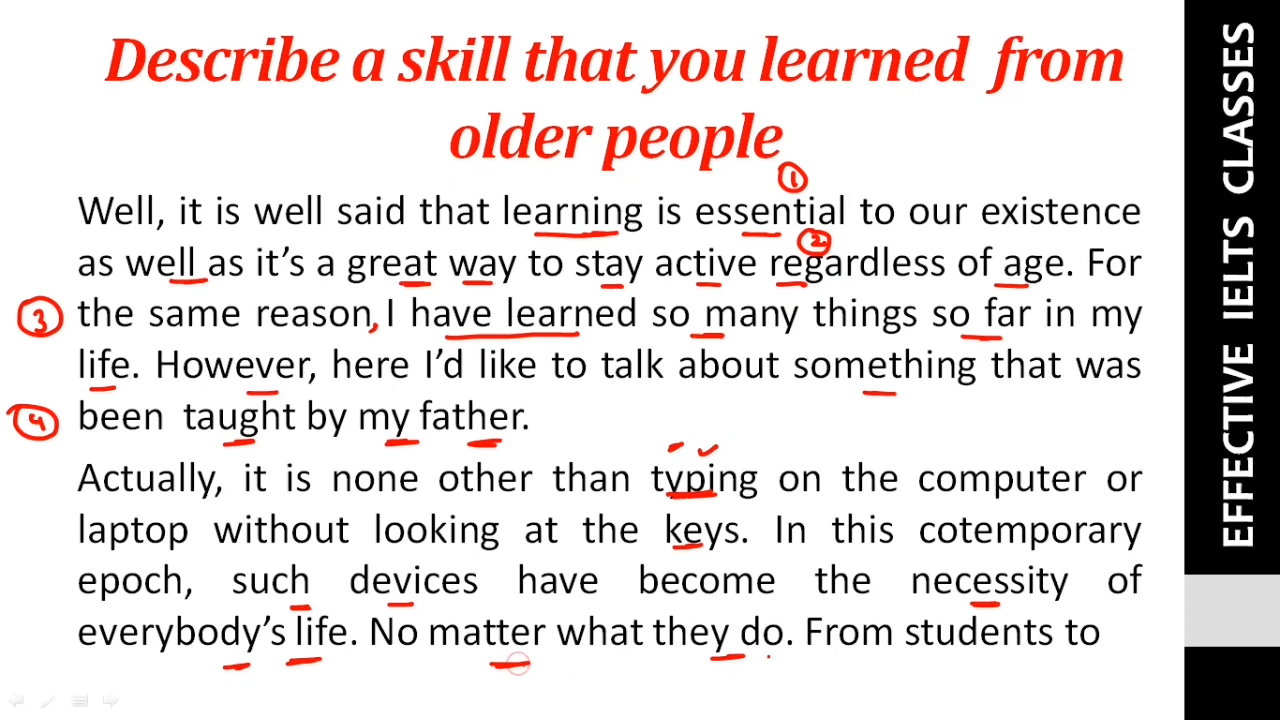 Describe a skill that you learned from
older people
1
Well, it is well said that learning is essential to our existence
2
as well as it's a great way to stay active regardless of age. For
3 the same reason, I have learned so many things so far in my
life. However, here I'd like to talk about something that was
4 been taught by my father.
Actually, it is none other than typing on the computer or
laptop without looking at the keys. In this cotemporary
epoch, such devices have become the necessity of
everybody's life. No matter what they do. From students to
EFFECTIVE IELTS CLASSES